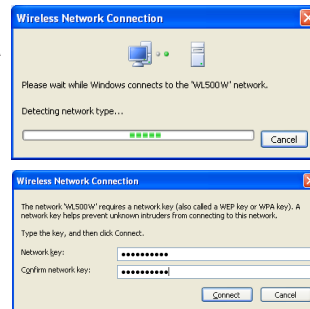 Wireless Network Connection
Please wait while Windows connects to the 'WL500W' network.
Detecting network type...
Cancel
Wireless Network Connection
The network 'WL500W' requires a network key (also called a WEP key or WPA key). A
network key helps prevent unknown intruders from connecting to this network.
Type the key, and then click Connect.
Network key:
Confirm network key:
Connect Cancel